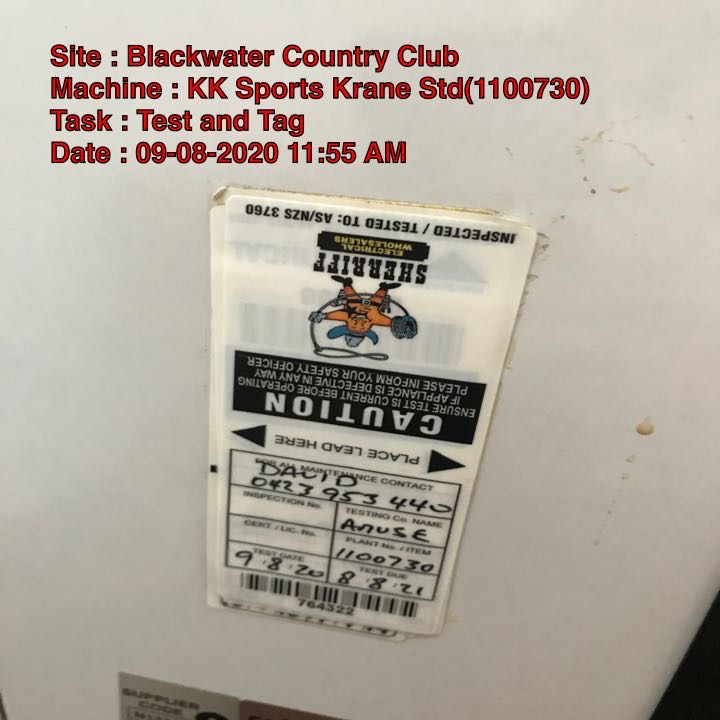 Site : Blackwater Country Club
Machine : KK Sports Krane Std(1100730)
Task : Test and Tag
Date : 09-08-2020 11:55 AM
INSPECTED / TESTED TO: AS/NZS 3760
ELECTRICAL
WHOLESALERS
SHERRIFF
CAUTION
ENSURE TEST IS CURRENT BEFORE OPERATING
IF APPLIANCE IS DEFECTIVE IN ANY WAY
PLEASE INFORM YOUR SAFETY OFFICER
PLACE LEAD HERE
FOR ALL MAINTENANCE CONTACT
DAVID
0423 953 440
INSPECTION No.
TESTING Co. NAME
AMUSE
CERT / LIC. No.
PLANT No. / ITEM
1100730
TEST DATE
9.8.20
TEST DUE
8.8.21
764322
SUPPLIER
CODE